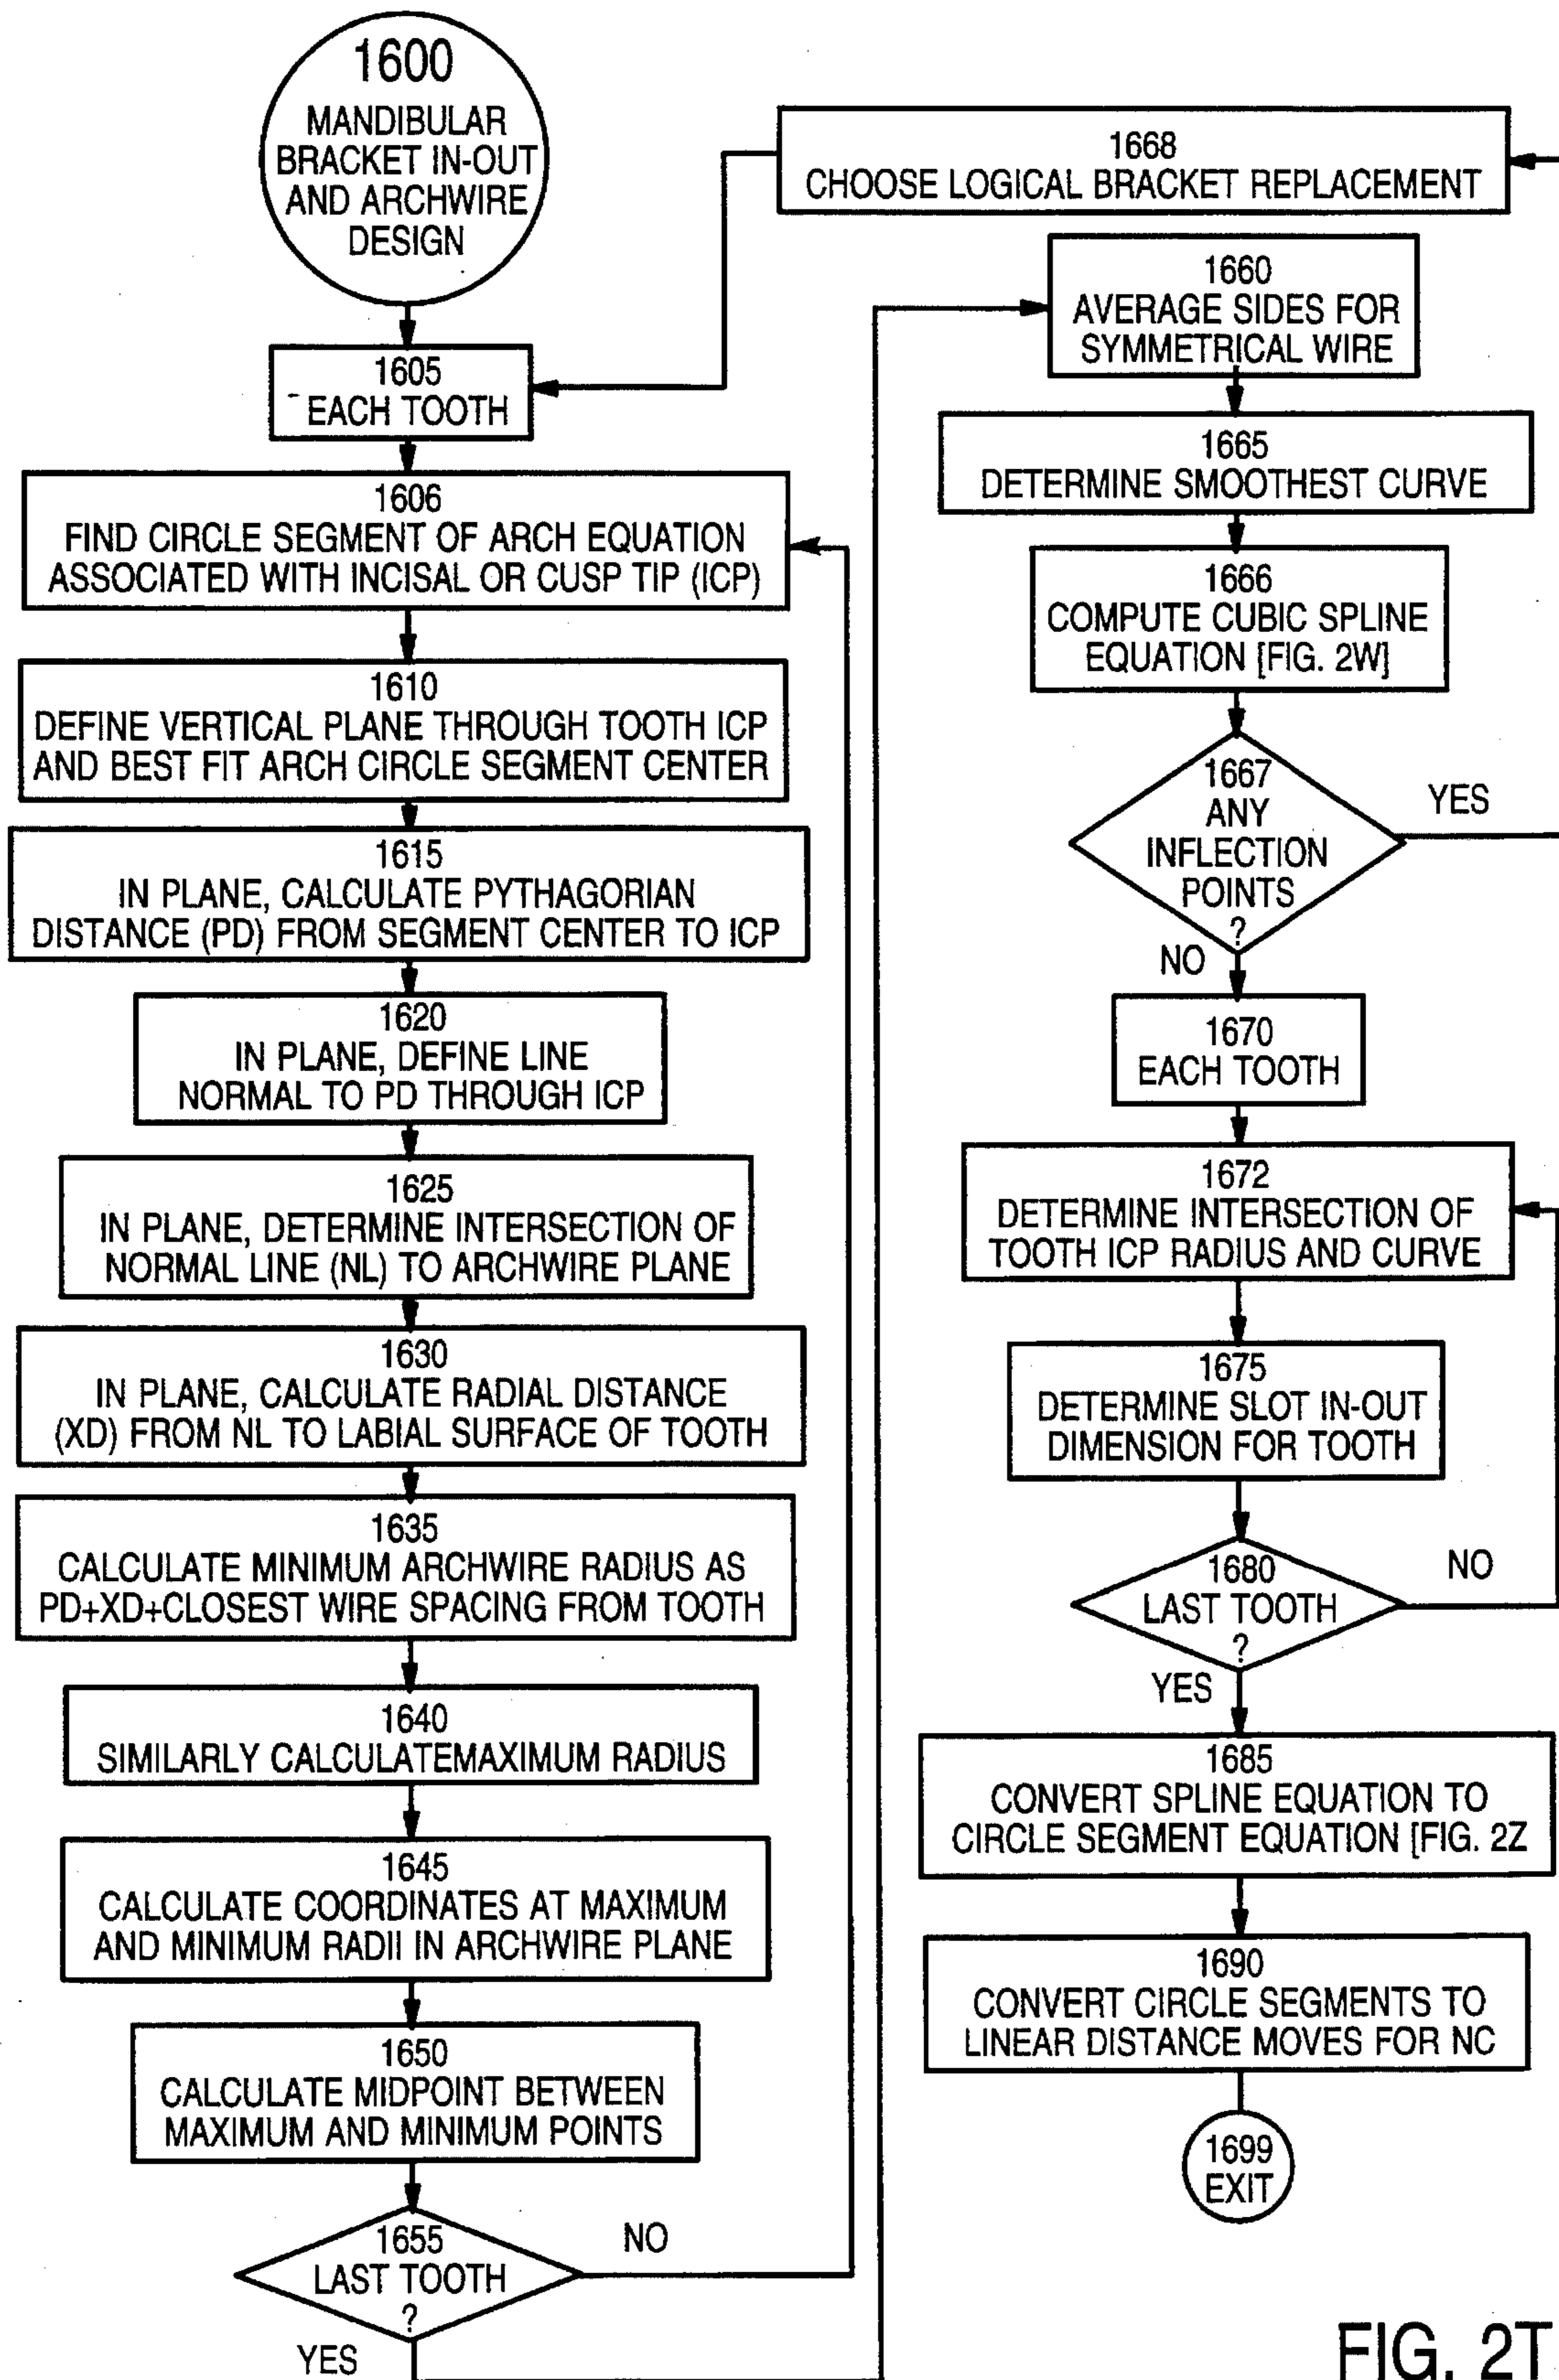 1600
MANDIBULAR
BRACKET IN-OUT
AND ARCHWIRE
DESIGN
1605
EACH TOOTH
1606
FIND CIRCLE SEGMENT OF ARCH EQUATION
ASSOCIATED WITH INCISAL OR CUSP TIP (ICP)
1610
DEFINE VERTICAL PLANE THROUGH TOOTH ICP
AND BEST FIT ARCH CIRCLE SEGMENT CENTER
1615
IN PLANE, CALCULATE PYTHAGORIAN
DISTANCE (PD) FROM SEGMENT CENTER TO ICP
1620
IN PLANE, DEFINE LINE
NORMAL TO PD THROUGH ICP
1625
IN PLANE, DETERMINE INTERSECTION OF
NORMAL LINE (NL) TO ARCHWIRE PLANE
1630
IN PLANE, CALCULATE RADIAL DISTANCE
(XD) FROM NL TO LABIAL SURFACE OF TOOTH
1635
CALCULATE MINIMUM ARCHWIRE RADIUS AS
PD+XD+CLOSEST WIRE SPACING FROM TOOTH
1640
SIMILARLY CALCULATEMAXIMUM RADIUS
1645
CALCULATE COORDINATES AT MAXIMUM
AND MINIMUM RADII IN ARCHWIRE PLANE
1650
CALCULATE MIDPOINT BETWEEN
MAXIMUM AND MINIMUM POINTS
1655
LAST TOOTH
?
NO
YES
1668
CHOOSE LOGICAL BRACKET REPLACEMENT
1660
AVERAGE SIDES FOR
SYMMETRICAL WIRE
1665
DETERMINE SMOOTHEST CURVE
1666
COMPUTE CUBIC SPLINE
EQUATION [FIG. 2W]
1667
ANY
INFLECTION
POINTS
?
YES
NO
1670
EACH TOOTH
1672
DETERMINE INTERSECTION OF
TOOTH ICP RADIUS AND CURVE
1675
DETERMINE SLOT IN-OUT
DIMENSION FOR TOOTH
1680
LAST TOOTH
?
NO
YES
1685
CONVERT SPLINE EQUATION TO
CIRCLE SEGMENT EQUATION [FIG. 2Z
1690
CONVERT CIRCLE SEGMENTS TO
LINEAR DISTANCE MOVES FOR NC
1699
EXIT
FIG. 2T